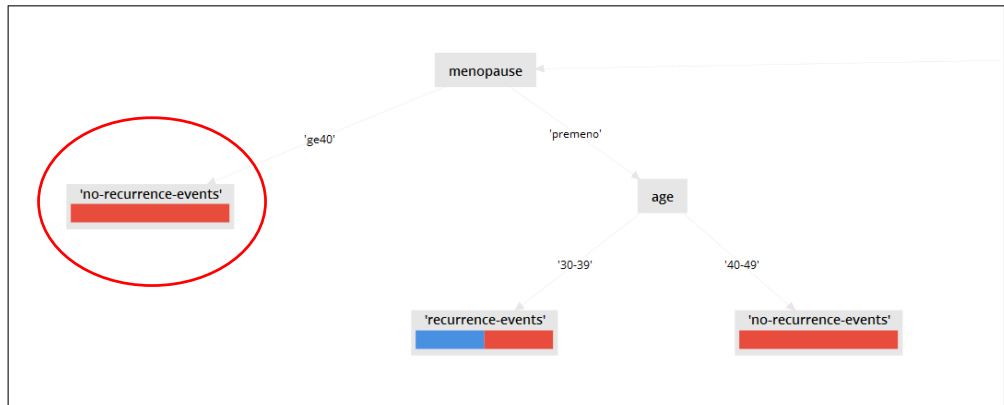 menopause
'ge40'
'premeno'
'no-recurrence-events'
age
'30-39'
'40-49'
'recurrence-events'
'no-recurrence-events'